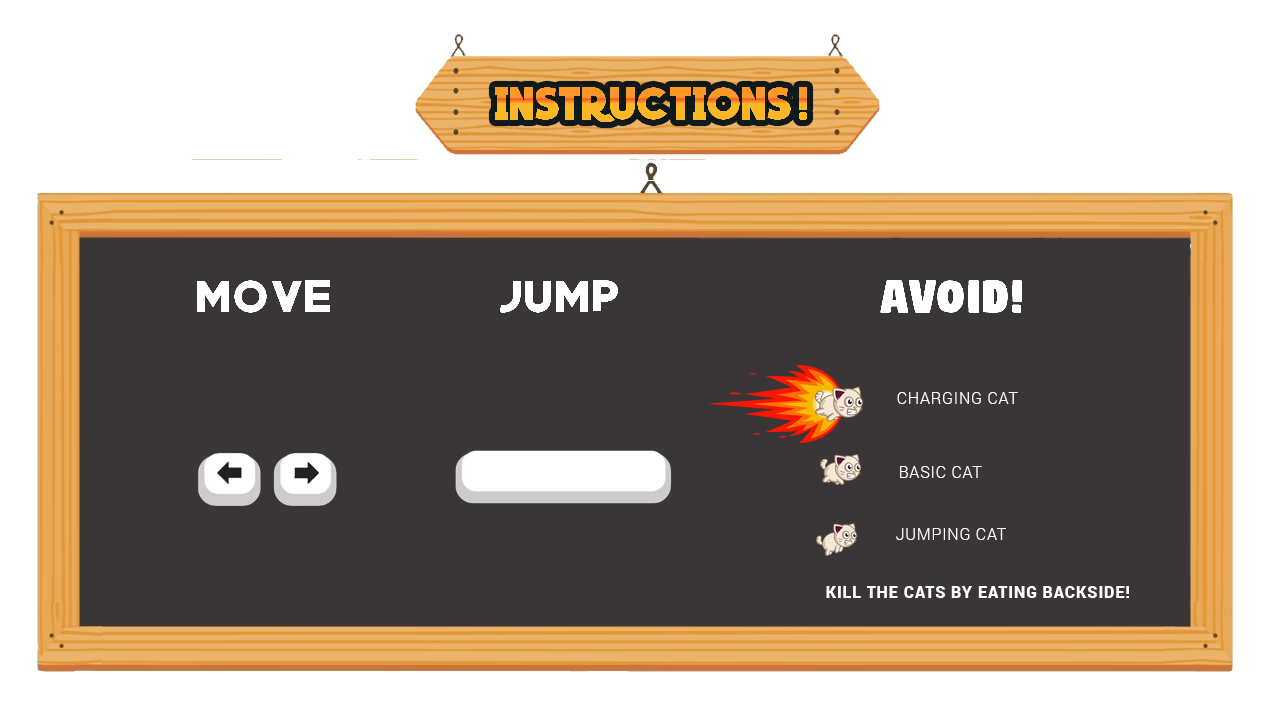 INSTRUCTIONS!
MOVE
JUMP
AVOID!
CHARGING CAT
BASIC CAT
JUMPING CAT
KILL THE CATS BY EATING BACKSIDE!